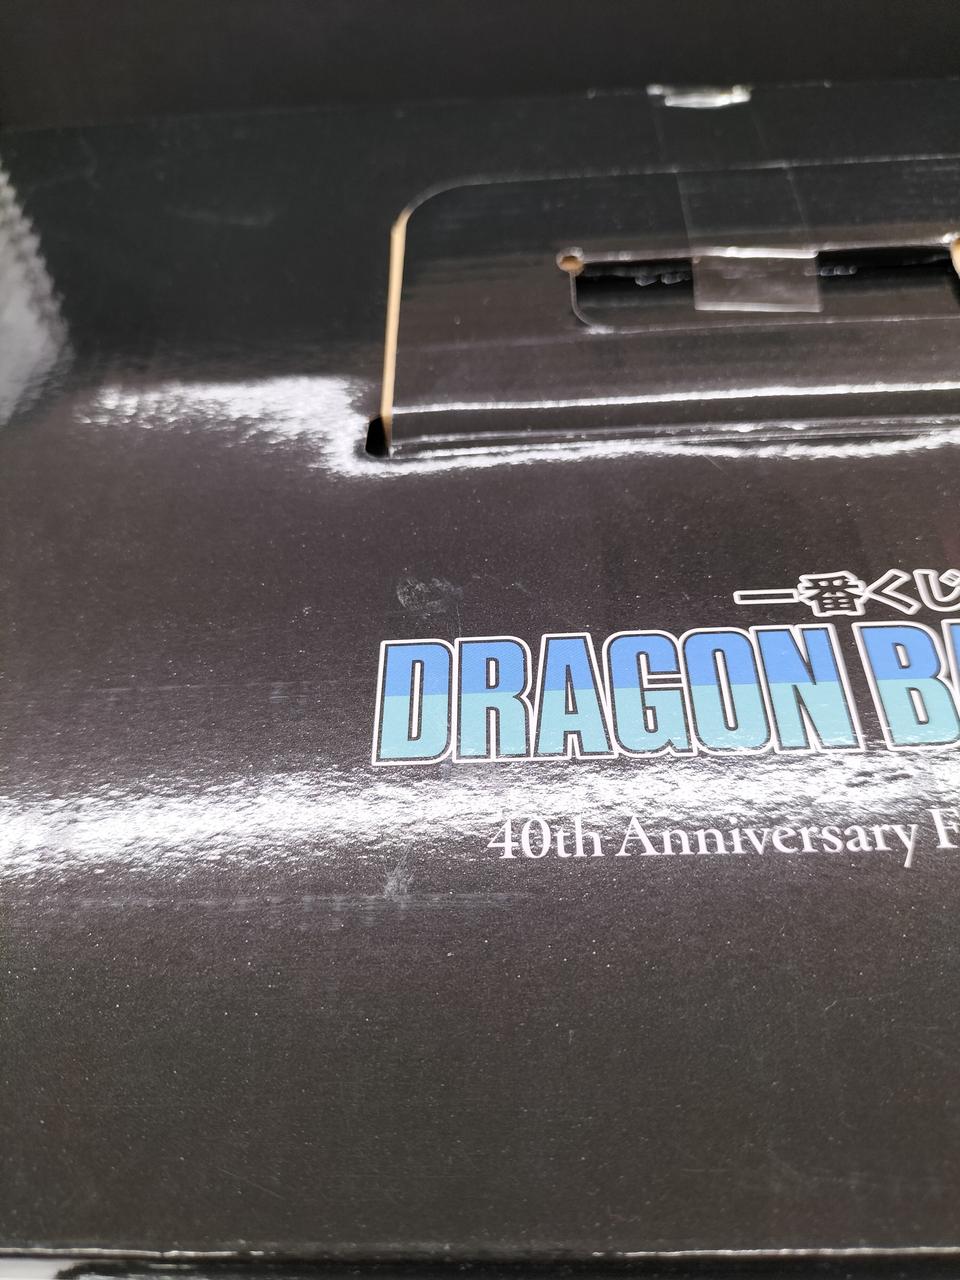 一番くじ
DRAGON B
40th Anniversary F